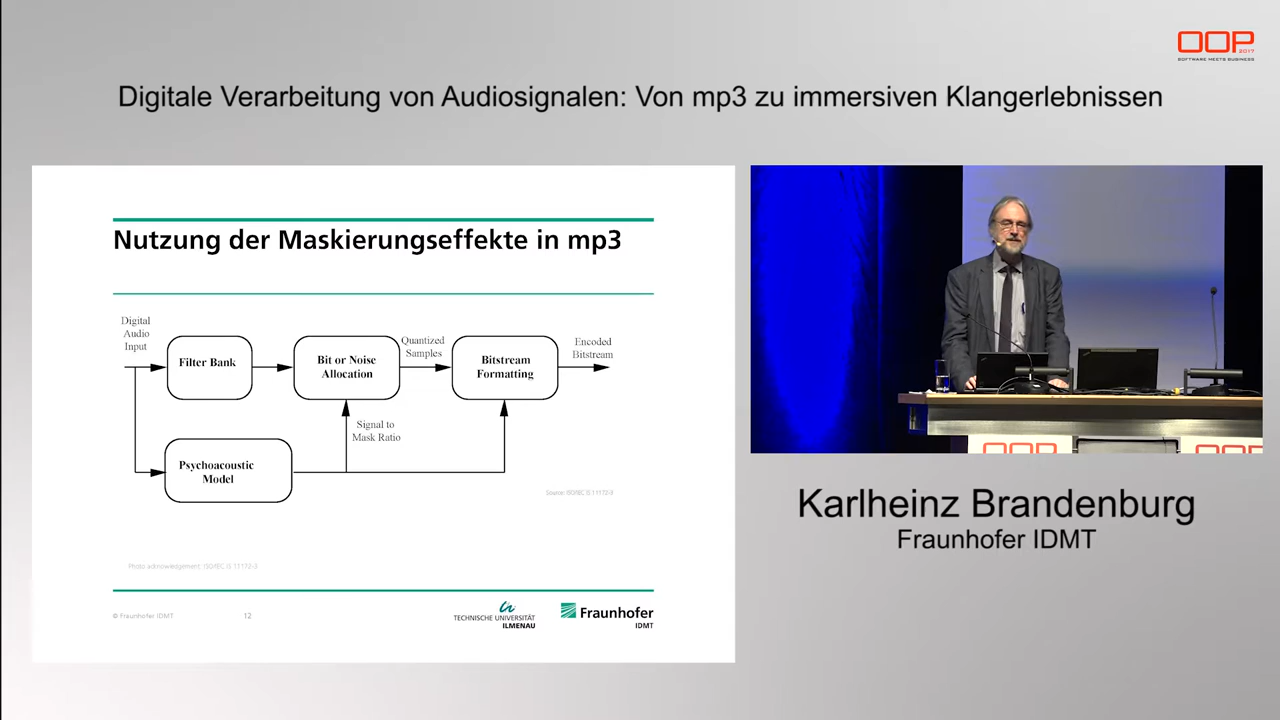 OOP
2017
SOFTWARE MEETS BUSINESS
Digitale Verarbeitung von Audiosignalen: Von mp3 zu immersiven Klangerlebnissen
Nutzung der Maskierungseffekte in mp3
Digital
Audio
Input
Filter Bank
Bit or Noise
Allocation
Quantized
Samples
Bitstream
Formatting
Encoded
Bitstream
Signal to
Mask Ratio
Psychoacoustic
Model
Source: ISO/IEC IS 11172-3
Photo acknowledgement: ISO/IEC IS 11172-3
© Fraunhofer IDMT
12
TECHNISCHE UNIVERSITÄT
ILMENAU
Fraunhofer
IDMT
OOP
OOP
Karlheinz Brandenburg
Fraunhofer IDMT